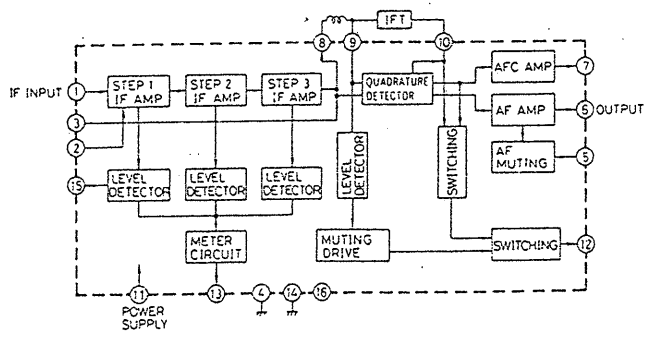 IFT
8
9
10
IF INPUT
1
STEP 1
IF AMP
STEP 2
IF AMP
STEP 3
IF AMP
QUADRATURE
DETECTOR
AFC AMP
7
3
AF AMP
6
OUTPUT
2
LEVEL
DETECTOR
SWITCHING
AF
MUTING
5
15
LEVEL
DETECTOR
LEVEL
DETECTOR
LEVEL
DETECTOR
METER
CIRCUIT
MUTING
DRIVE
SWITCHING
12
11
13
4
14
16
POWER
SUPPLY